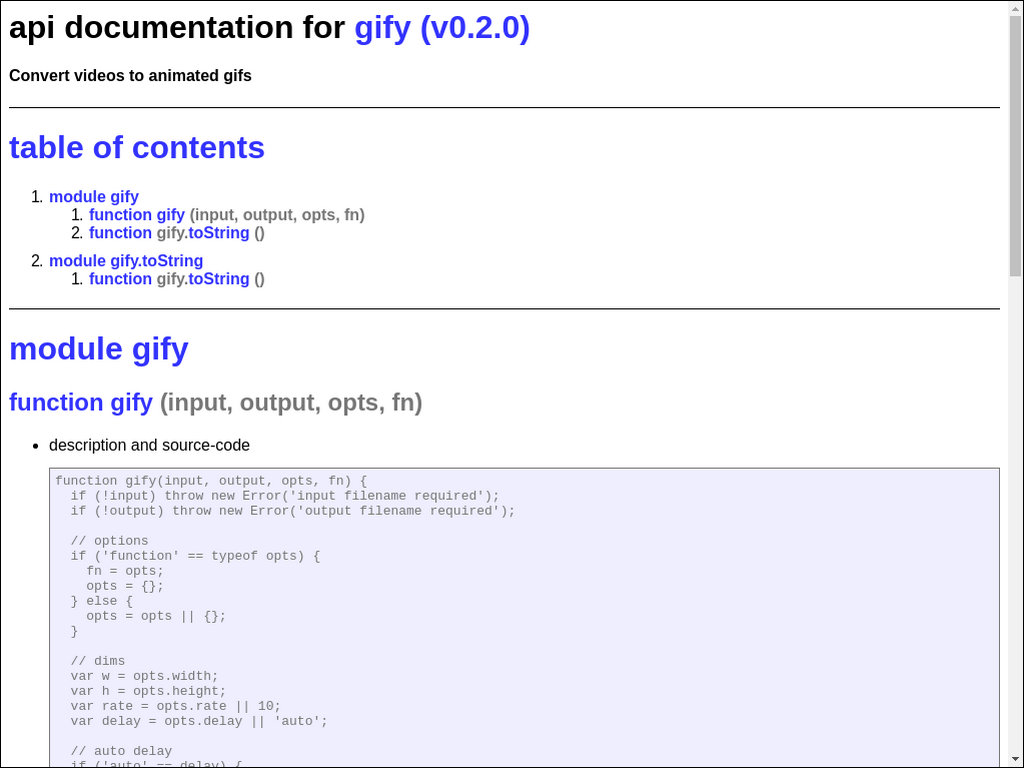 api documentation for gify (v0.2.0)
Convert videos to animated gifs
table of contents
1. module gify
1. function gify (input, output, opts, fn)
2. function gify.toString ()
2. module gify.toString
1. function gify.toString ()
module gify
function gify (input, output, opts, fn)
• description and source-code
function gify(input, output, opts, fn) {
  if (!input) throw new Error('input filename required');
  if (!output) throw new Error('output filename required');
  // options
  if ('function' == typeof opts) {
    fn = opts;
    opts = {};
  } else {
    opts = opts || {};
  }
  // dims
  var w = opts.width;
  var h = opts.height;
  var rate = opts.rate || 10;
  var delay = opts.delay || 'auto';
  // auto delay
  if ('auto' == delay) {